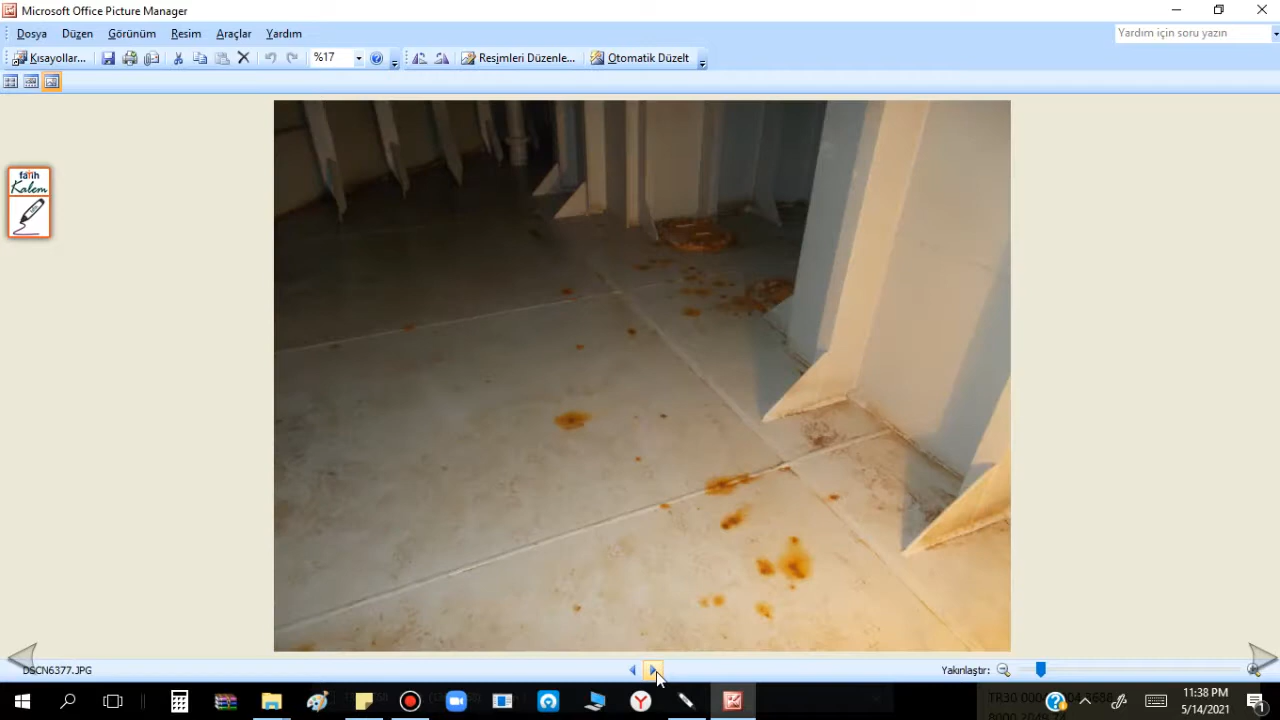 Microsoft Office Picture Manager
Dosya Düzen Görünüm Resim Araçlar Yardım
Yardım için soru yazın
Kısayollar... %17 Resimleri Düzenle... Otomatik Düzelt
fatih
Kalem
DSCN6377.JPG
Yakınlaştır:
11:38 PM
5/14/2021